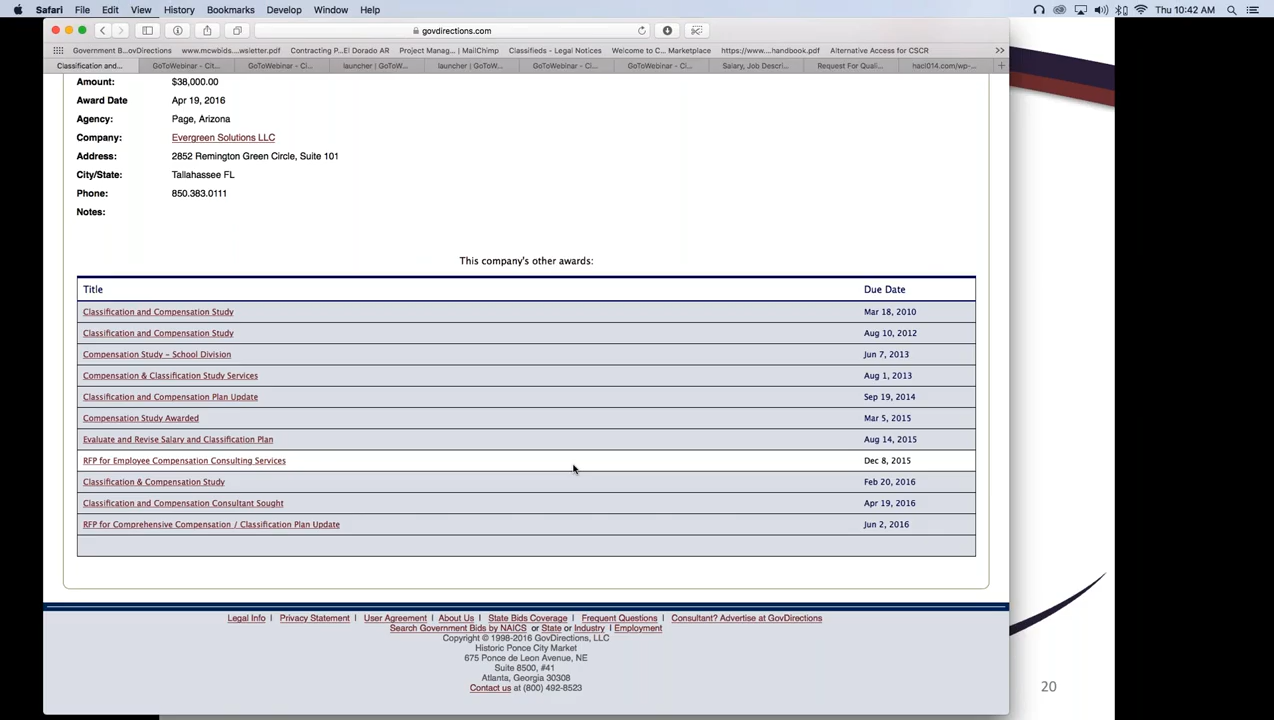 Safari File Edit View History Bookmarks Develop Window Help Thu 10:42 AM
govdirections.com
Government B...ovDirections www.mcwbids....wsletter.pdf Contracting P...El Dorado AR Project Manag... | MailChimp Classifieds - Legal Notices Welcome to C... Marketplace https://www....handbook.pdf Alternative Access for CSCR >>
Classification and... GoToWebinar - Cit... GoToWebinar - Ci... launcher | GoToW... launcher | GoToW... GoToWebinar - Ci... GoToWebinar - Ci... Salary, Job Descri... Request For Quali... hacl014.com/wp-... +
Amount: $38,000.00
Award Date Apr 19, 2016
Agency: Page, Arizona
Company: Evergreen Solutions LLC
Address: 2852 Remington Green Circle, Suite 101
City/State: Tallahassee FL
Phone: 850.383.0111
Notes:
This company's other awards:
Title Due Date
Classification and Compensation Study Mar 18, 2010
Classification and Compensation Study Aug 10, 2012
Compensation Study - School Division Jun 7, 2013
Compensation & Classification Study Services Aug 1, 2013
Classification and Compensation Plan Update Sep 19, 2014
Compensation Study Awarded Mar 5, 2015
Evaluate and Revise Salary and Classification Plan Aug 14, 2015
RFP for Employee Compensation Consulting Services Dec 8, 2015
Classification & Compensation Study Feb 20, 2016
Classification and Compensation Consultant Sought Apr 19, 2016
RFP for Comprehensive Compensation / Classification Plan Update Jun 2, 2016
Legal Info | Privacy Statement | User Agreement | About Us | State Bids Coverage | Frequent Questions | Consultant? Advertise at GovDirections
Search Government Bids by NAICS or State or Industry | Employment
Copyright © 1998-2016 GovDirections, LLC
Historic Ponce City Market
675 Ponce de Leon Avenue, NE
Suite 8500, #41
Atlanta, Georgia 30308
Contact us at (800) 492-8523
20